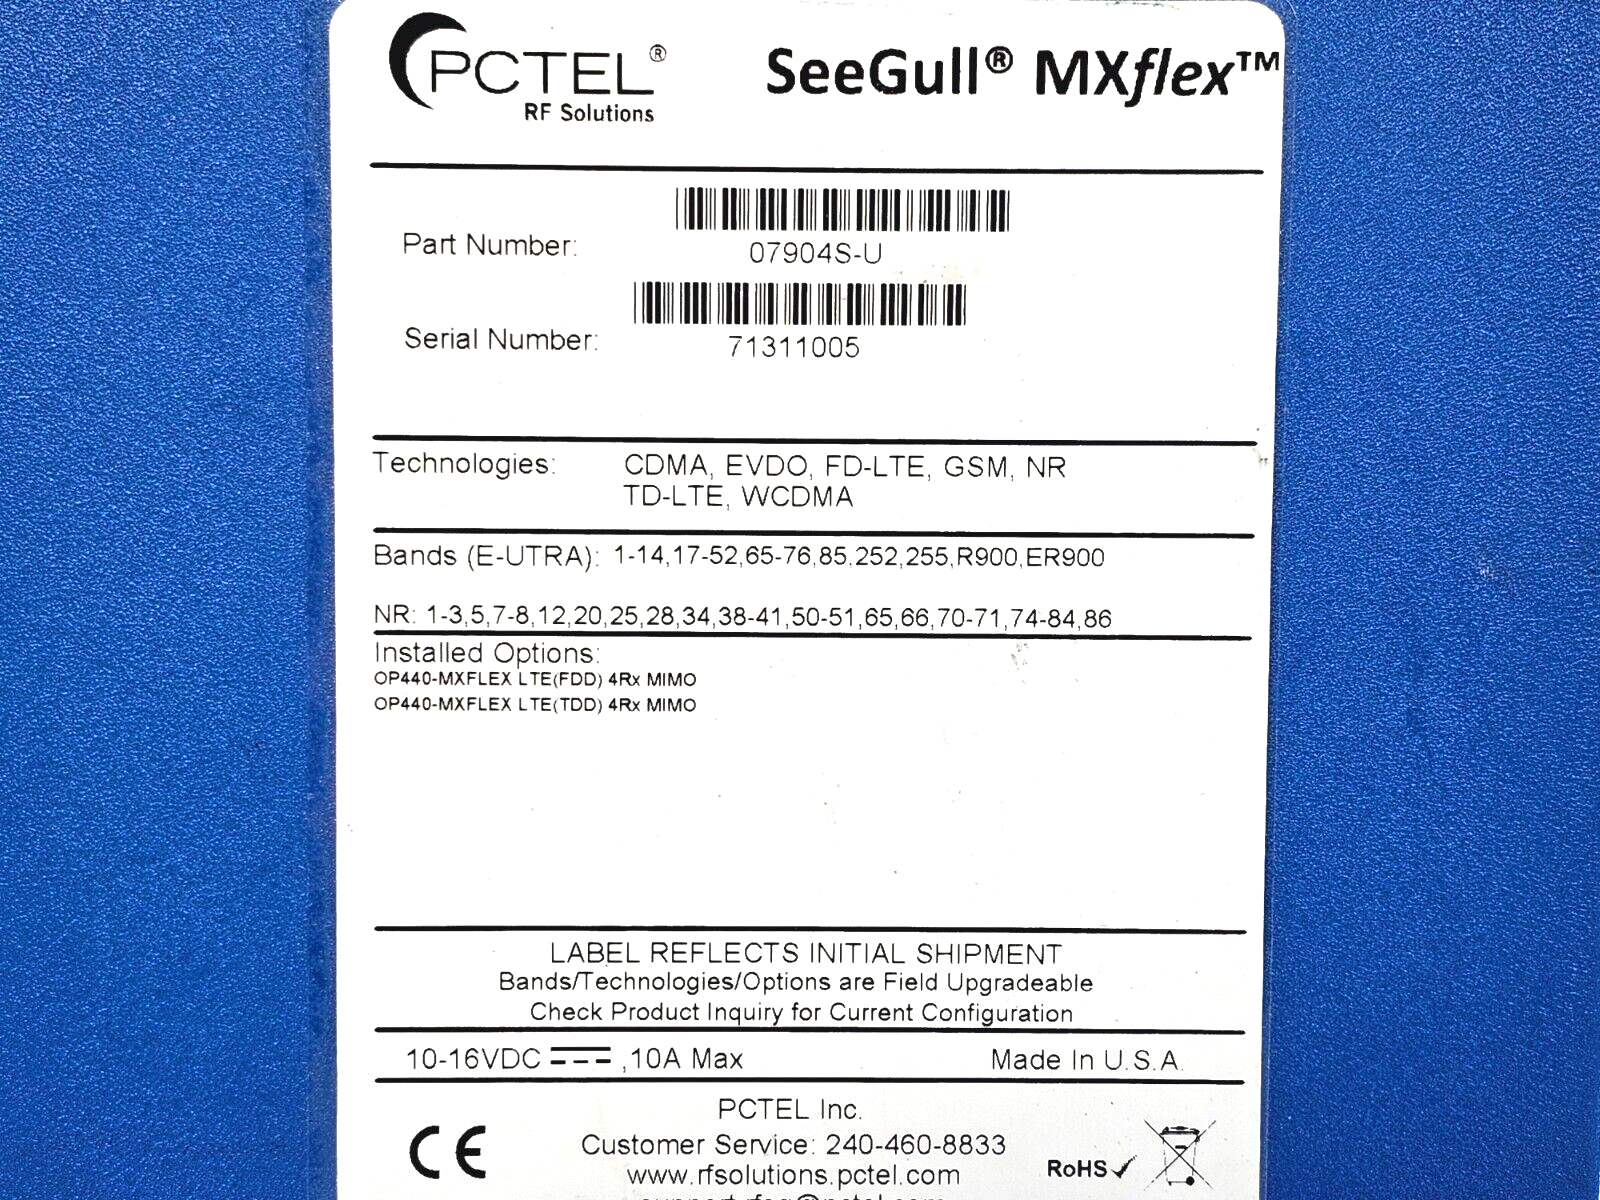 PCTEL®
RF Solutions
SeeGull® MXflex™
Part Number: 07904S-U
Serial Number: 71311005
Technologies: CDMA, EVDO, FD-LTE, GSM, NR
TD-LTE, WCDMA
Bands (E-UTRA): 1-14,17-52,65-76,85,252,255,R900,ER900
NR: 1-3,5,7-8,12,20,25,28,34,38-41,50-51,65,66,70-71,74-84,86
Installed Options:
OP440-MXFLEX LTE(FDD) 4Rx MIMO
OP440-MXFLEX LTE(TDD) 4Rx MIMO
LABEL REFLECTS INITIAL SHIPMENT
Bands/Technologies/Options are Field Upgradeable
Check Product Inquiry for Current Configuration
10-16VDC ,10A Max Made In U.S.A.
PCTEL Inc.
CE Customer Service: 240-460-8833
www.rfsolutions.pctel.com
RoHS✓